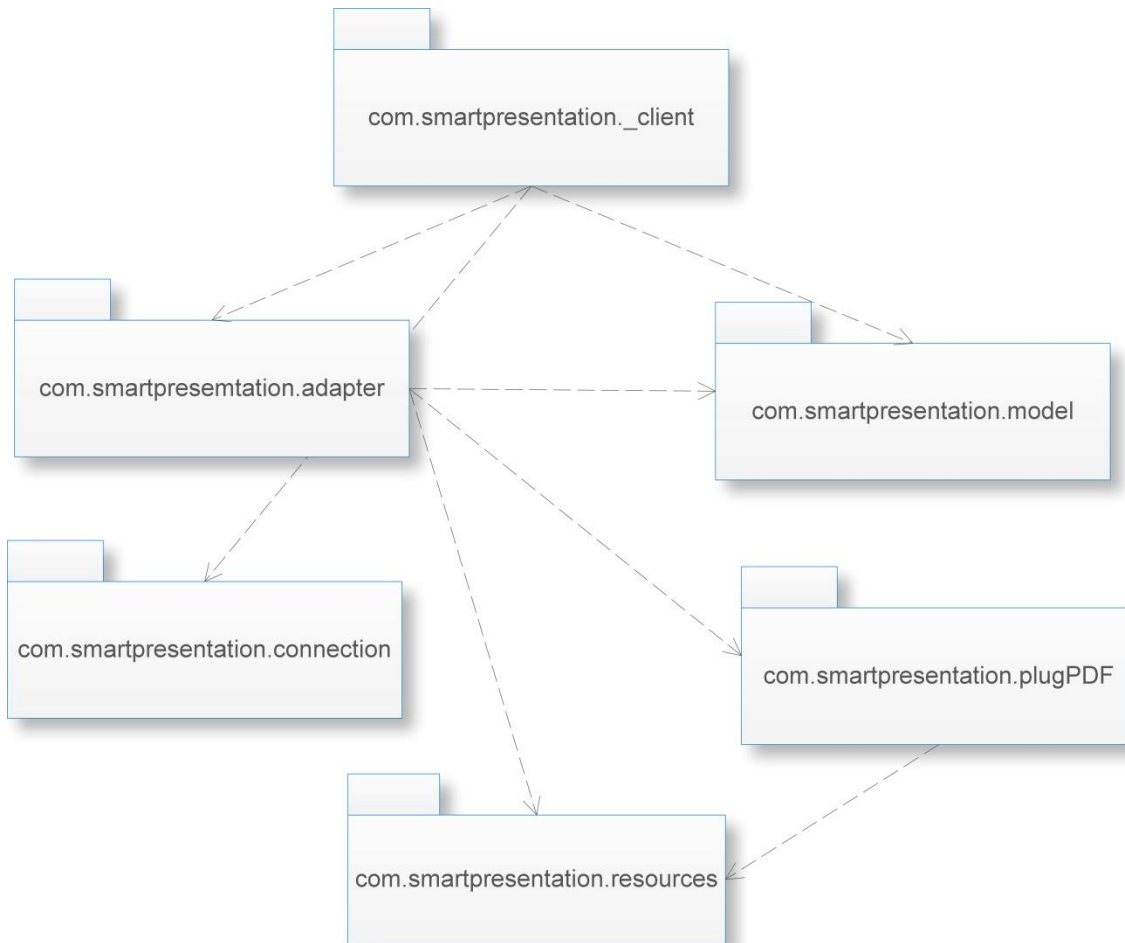 com.smartpresentation._client
com.smartpresemtation.adapter
com.smartpresentation.model
com.smartpresentation.connection
com.smartpresentation.plugPDF
com.smartpresentation.resources